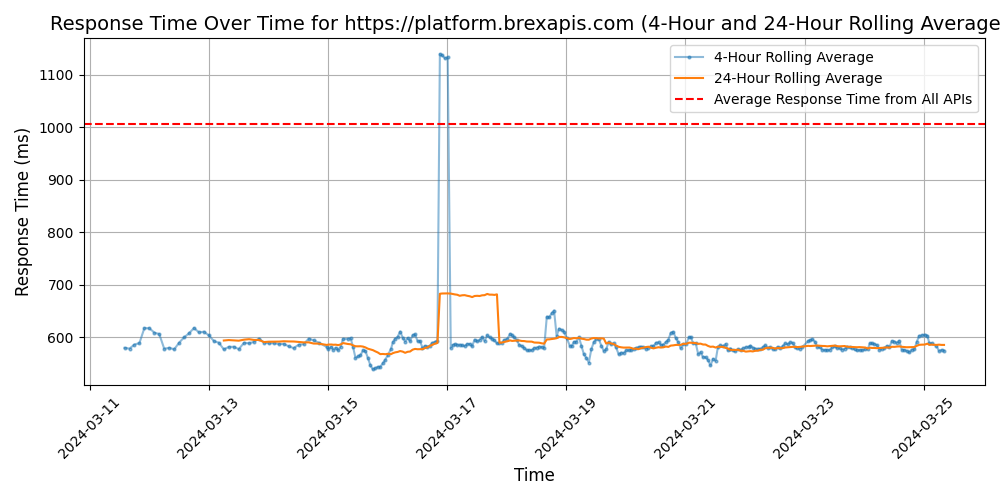 Response Time Over Time for https://platform.brexapis.com (4-Hour and 24-Hour Rolling Average
4-Hour Rolling Average
24-Hour Rolling Average
Average Response Time from All APIs
Response Time (ms)
1100
1000
900
800
700
600
2024-03-11
2024-03-13
2024-03-15
2024-03-17
2024-03-19
2024-03-21
2024-03-23
2024-03-25
Time